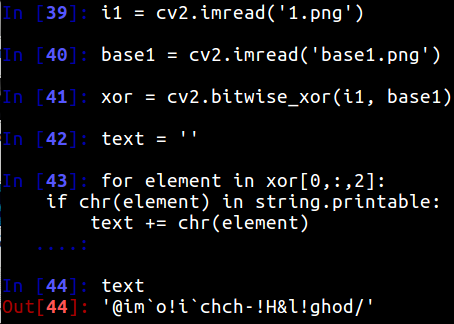 In [39]: i1 = cv2.imread('1.png')
In [40]: base1 = cv2.imread('base1.png')
In [41]: xor = cv2.bitwise_xor(i1, base1)
In [42]: text = ''
In [43]: for element in xor[0,:,2]:
if chr(element) in string.printable:
text += chr(element)
....:
In [44]: text
Out[44]: '@im`o!i`chch-!H&l!ghod/'